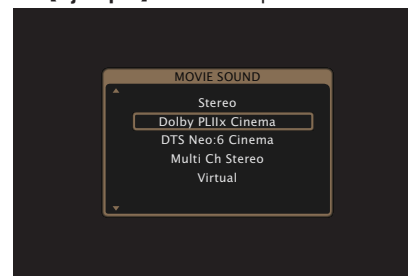 MOVIE SOUND
Stereo
Dolby PLIIx Cinema
DTS Neo:6 Cinema
Multi Ch Stereo
Virtual